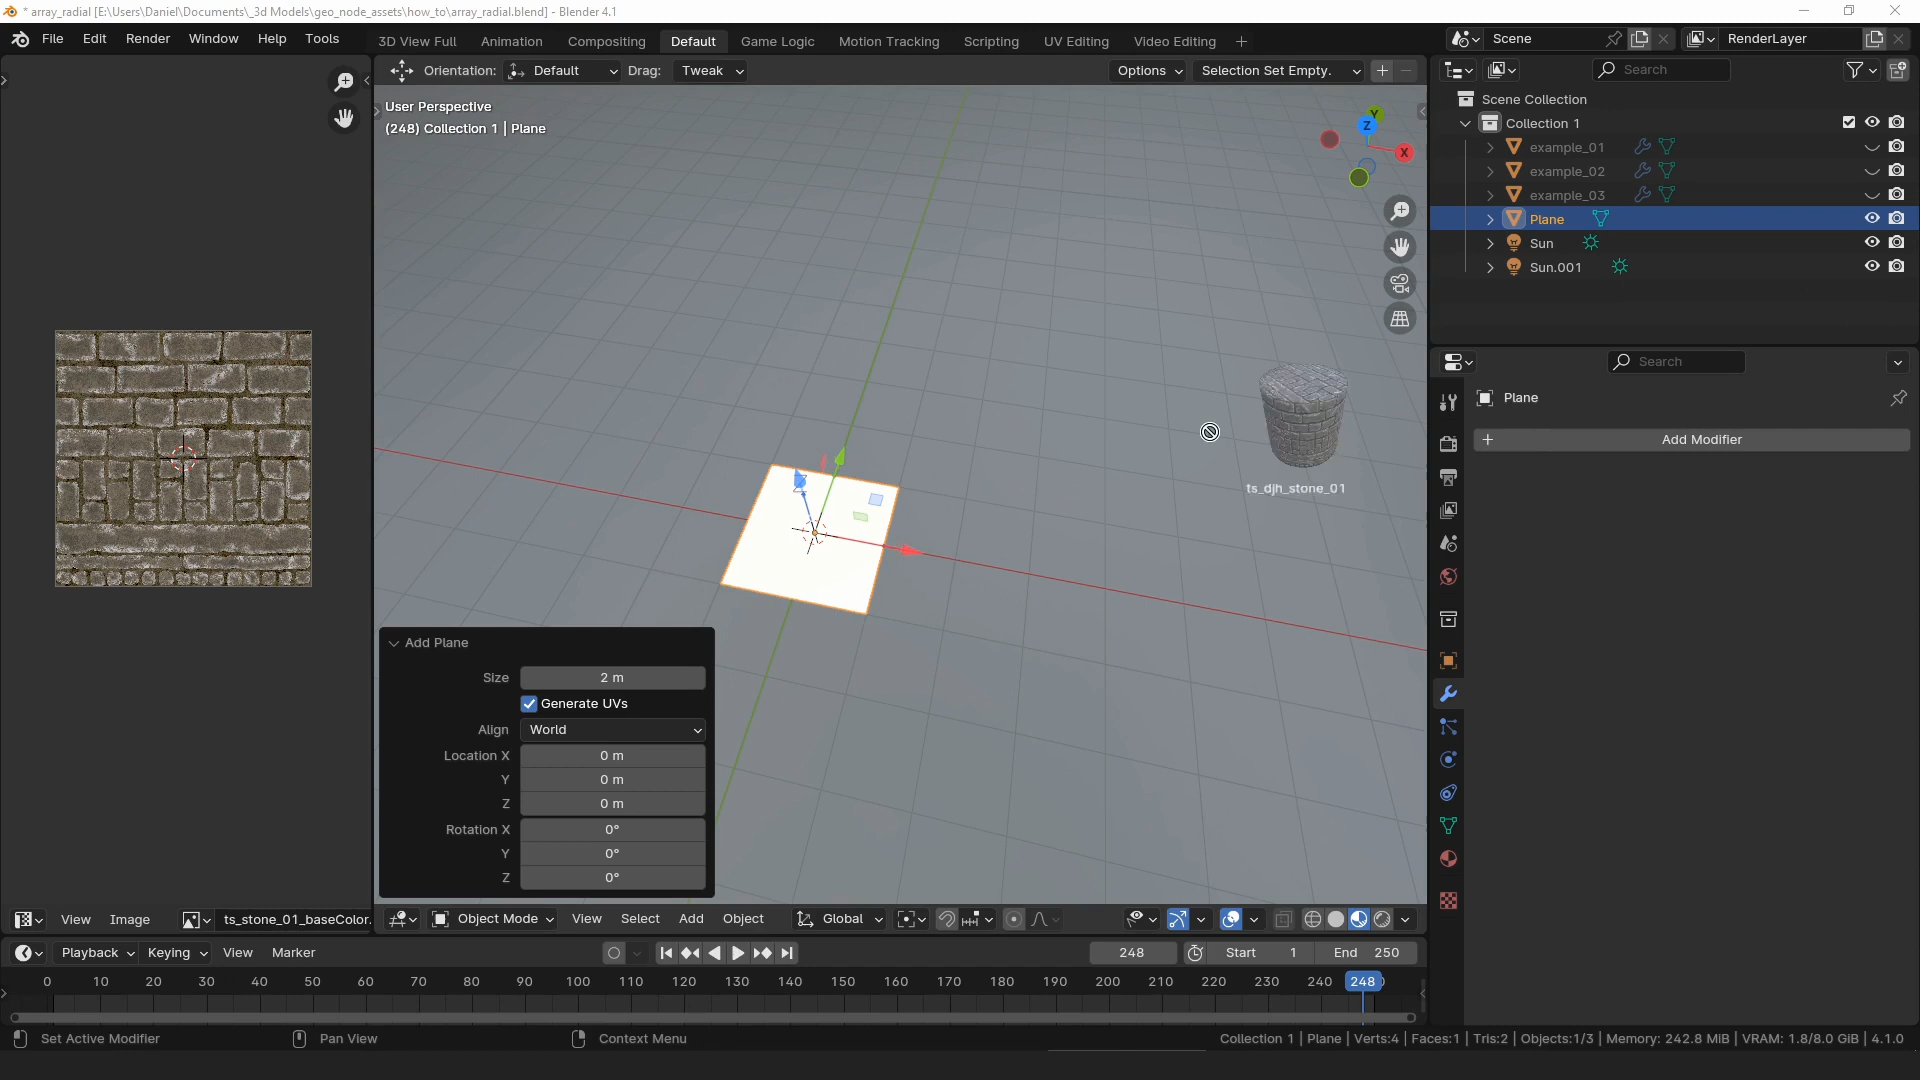 * array_radial [E:\Users\Daniel\Documents\_3d Models\geo_node_assets\how_to\array_radial.blend] - Blender 4.1
File Edit Render Window Help Tools
3D View Full Animation Compositing Default Game Logic Motion Tracking Scripting UV Editing Video Editing +
Scene RenderLayer
Orientation: Default Drag: Tweak Options Selection Set Empty.
Search
User Perspective
(248) Collection 1 | Plane
Y
Z
X
Scene Collection
Collection 1
example_01
example_02
example_03
Plane
Sun
Sun.001
Search
Plane
+ Add Modifier
ts_djh_stone_01
Add Plane
Size 2 m
Generate UVs
Align World
Location X 0 m
Y 0 m
Z 0 m
Rotation X 0°
Y 0°
Z 0°
View Image ts_stone_01_baseColor.
Object Mode View Select Add Object Global
Playback Keying View Marker 248 Start 1 End 250
0 10 20 30 40 50 60 70 80 90 100 110 120 130 140 150 160 170 180 190 200 210 220 230 240 248
Set Active Modifier Pan View Context Menu
Collection 1 | Plane | Verts:4 | Faces:1 | Tris:2 | Objects:1/3 | Memory: 242.8 MiB | VRAM: 1.8/8.0 GiB | 4.1.0